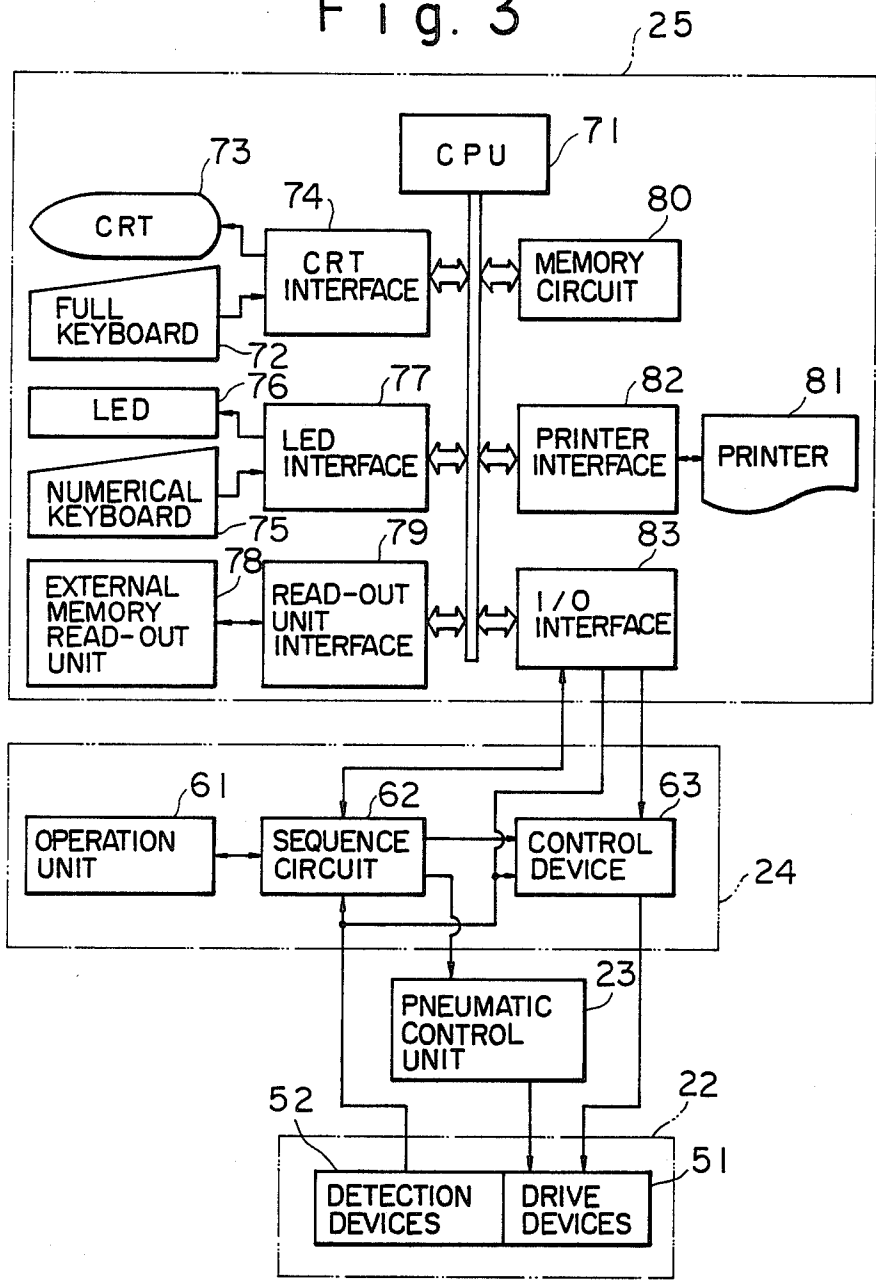 Fig. 3
25
CPU
71
73
CRT
74
CRT
INTERFACE
80
MEMORY
CIRCUIT
FULL
KEYBOARD
72
76
LED
77
LED
INTERFACE
82
PRINTER
INTERFACE
81
PRINTER
NUMERICAL
KEYBOARD
75
78
EXTERNAL
MEMORY
READ-OUT
UNIT
79
READ-OUT
UNIT
INTERFACE
83
I/O
INTERFACE
61
OPERATION
UNIT
62
SEQUENCE
CIRCUIT
63
CONTROL
DEVICE
24
23
PNEUMATIC
CONTROL
UNIT
52
22
51
DETECTION
DEVICES
DRIVE
DEVICES